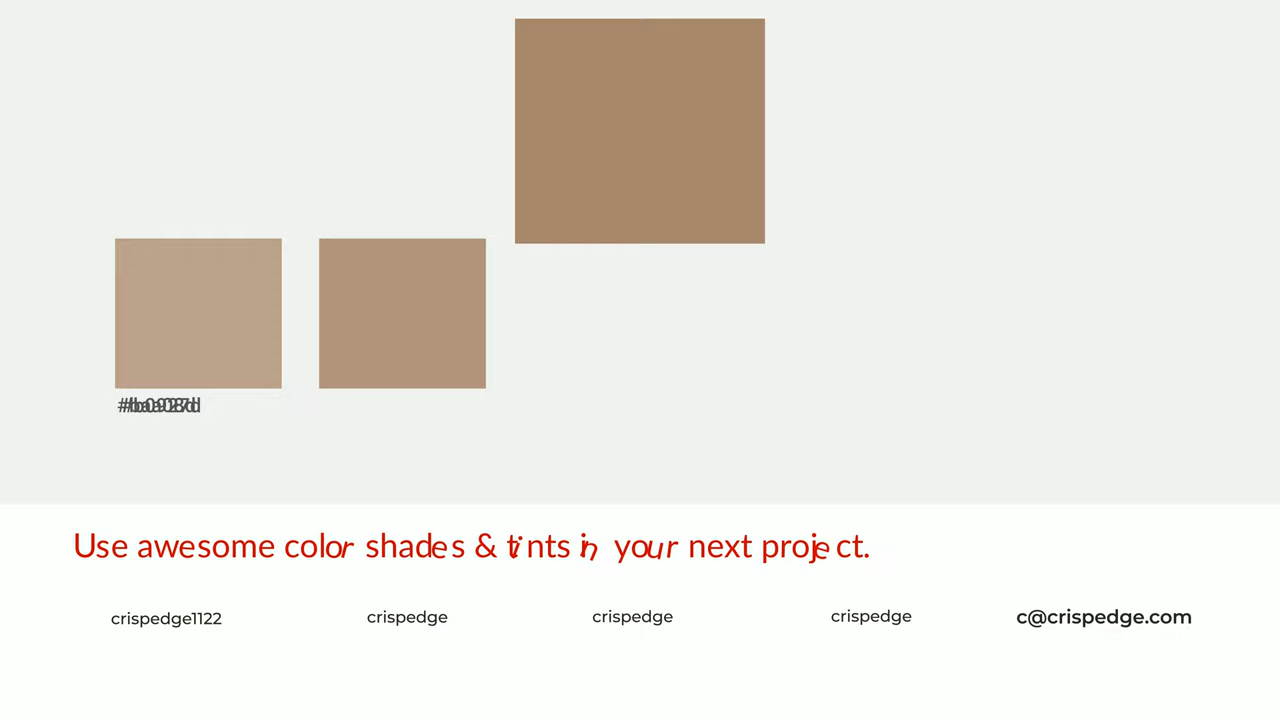 Use awesome color shades & tints in your next project.
crispedge1122 crispedge crispedge crispedge c@crispedge.com